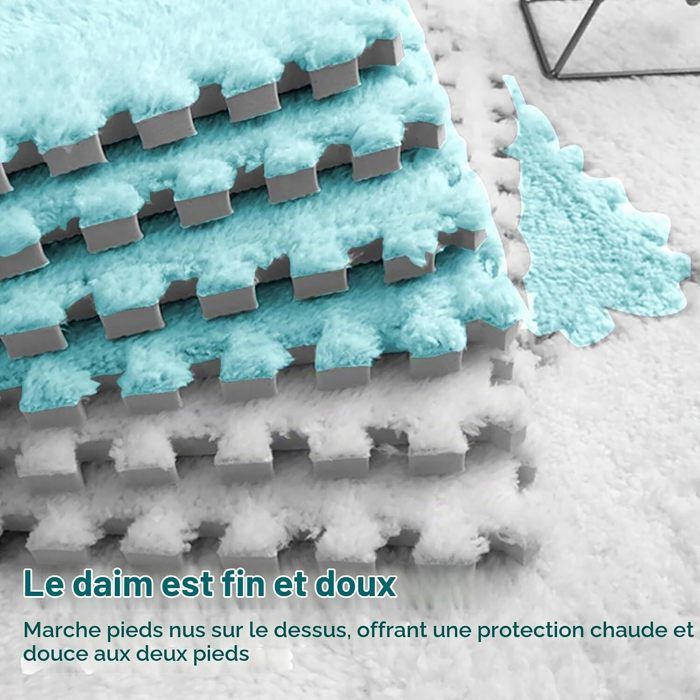 Le daim est fin et doux
Marche pieds nus sur le dessus, offrant une protection chaude et
douce aux deux pieds